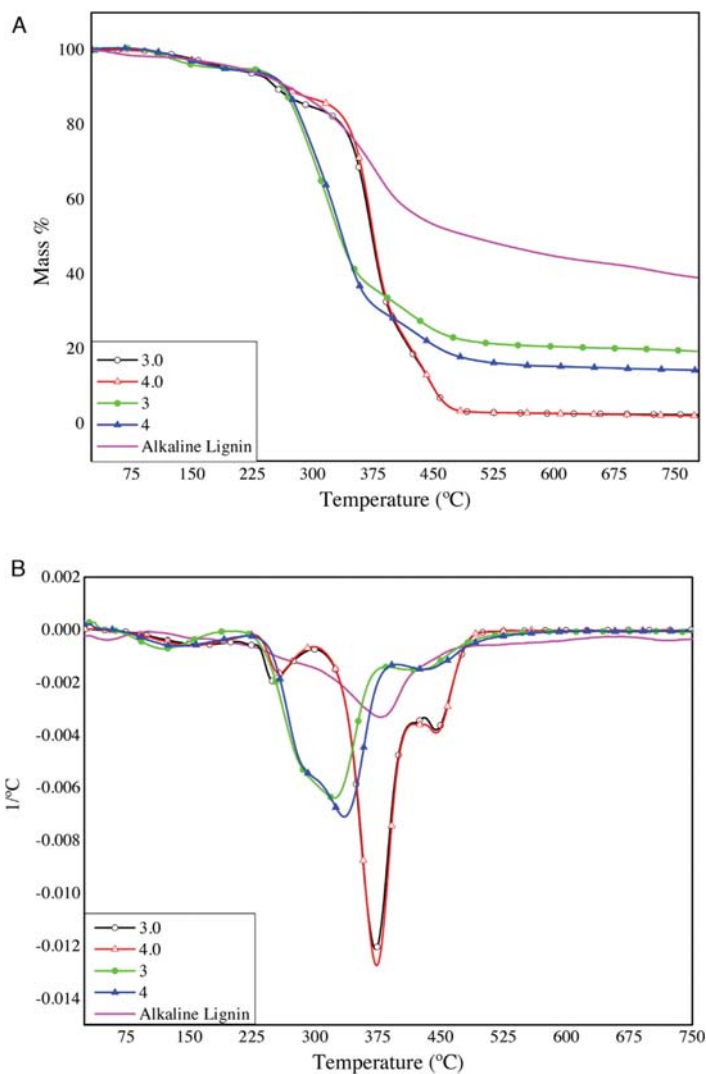 A
100
80
60
40
20
0
Mass %
3.0
4.0
3
4
Alkaline Lignin
75 150 225 300 375 450 525 600 675 750
Temperature (ºC)
B
0.002
0.000
-0.002
-0.004
-0.006
-0.008
-0.010
-0.012
-0.014
1/ºC
3.0
4.0
3
4
Alkaline Lignin
75 150 225 300 375 450 525 600 675 750
Temperature (ºC)